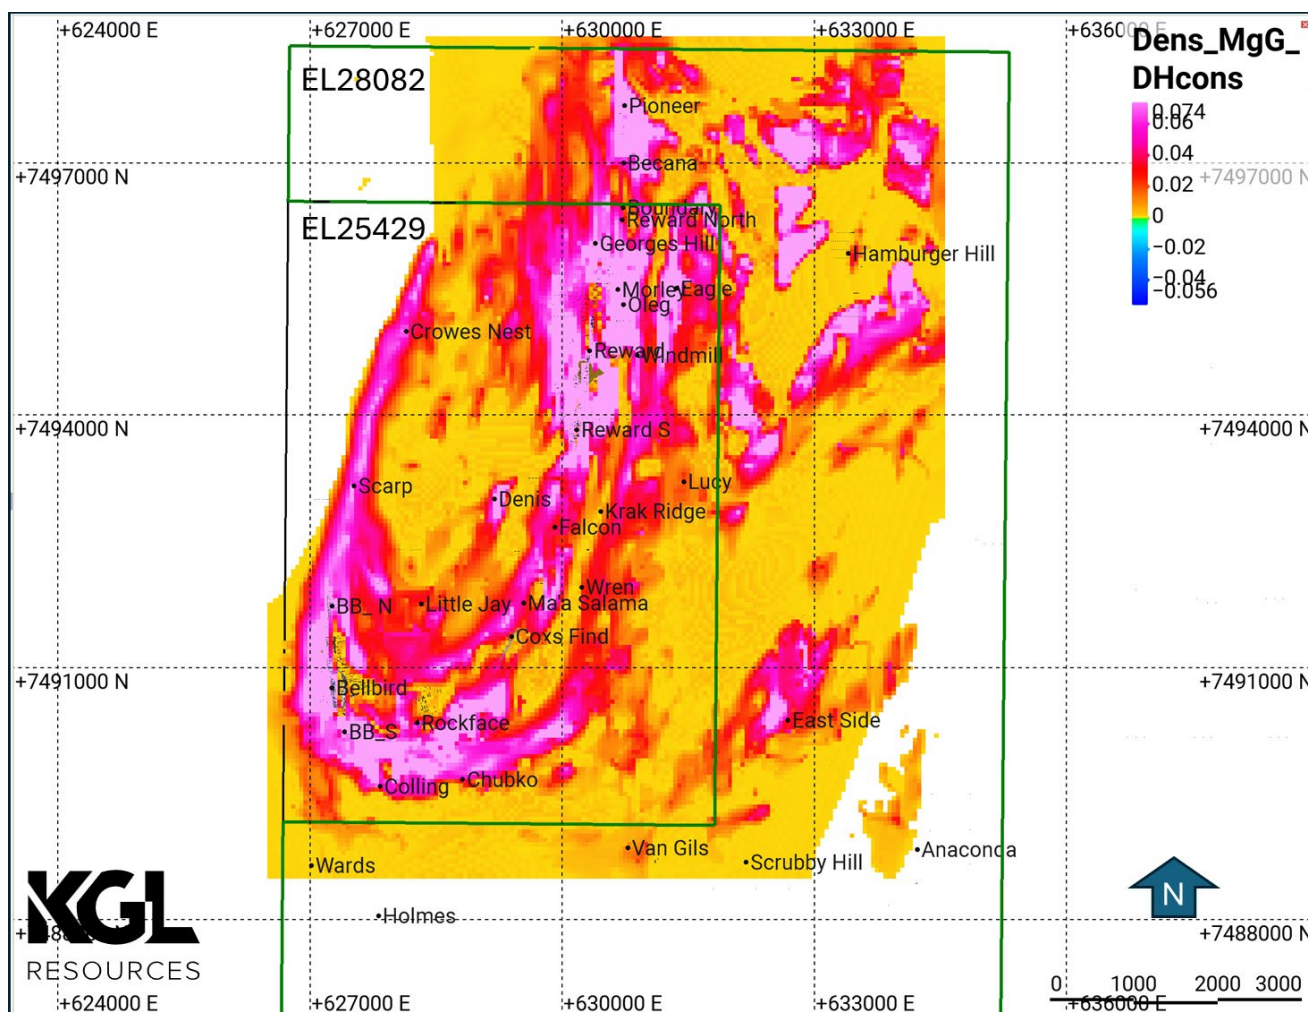 +624000 E
+627000 E
+630000 E
+633000 E
+636000 E
Dens_MgG_
DHcons
0.074
0.06
0.04
0.02
0
−0.02
−0.04
−0.056
EL28082
Pioneer
Becana
+7497000 N
+7497000 N
EL25429
Boundary
Reward North
Georges Hill
Hamburger Hill
Morley
Eagle
Oleg
Crowes Nest
Reward
Windmill
+7494000 N
Reward S
+7494000 N
Scarp
Lucy
Denis
Krak Ridge
Falcon
Wren
BB_N
Little Jay
Ma'a Salama
Coxs Find
+7491000 N
Bellbird
+7491000 N
Rockface
East Side
BB_S
Colling
Chubko
Van Gils
Anaconda
Wards
Scrubby Hill
KGL
RESOURCES
N
Holmes
+7488000 N
0 1000 2000 3000
+624000 E
+627000 E
+630000 E
+633000 E
+636000 E